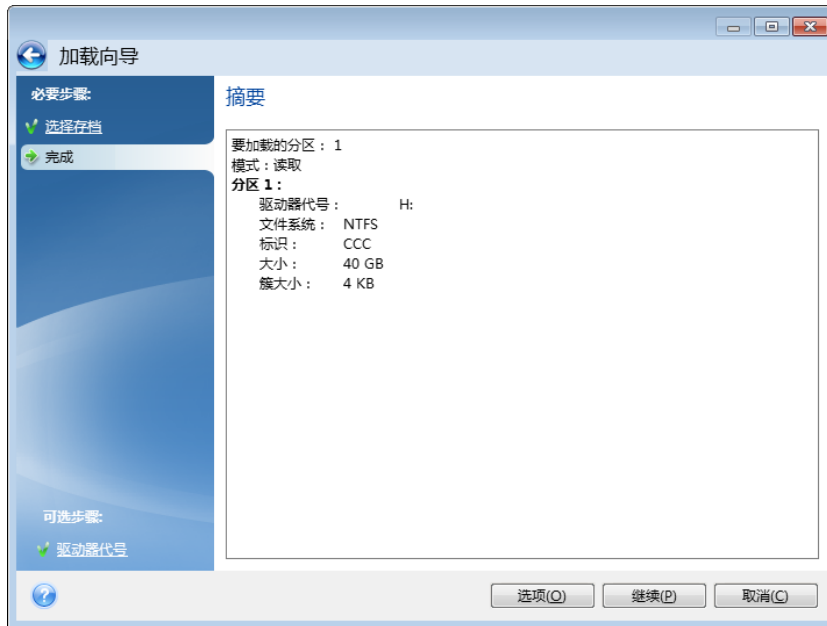 加载向导
必要步骤:
选择存档
完成
摘要
要加载的分区： 1
模式：读取
分区 1：
驱动器代号： H:
文件系统： NTFS
标识： CCC
大小： 40 GB
簇大小： 4 KB
可选步骤:
驱动器代号
选项(O) 继续(P) 取消(C)